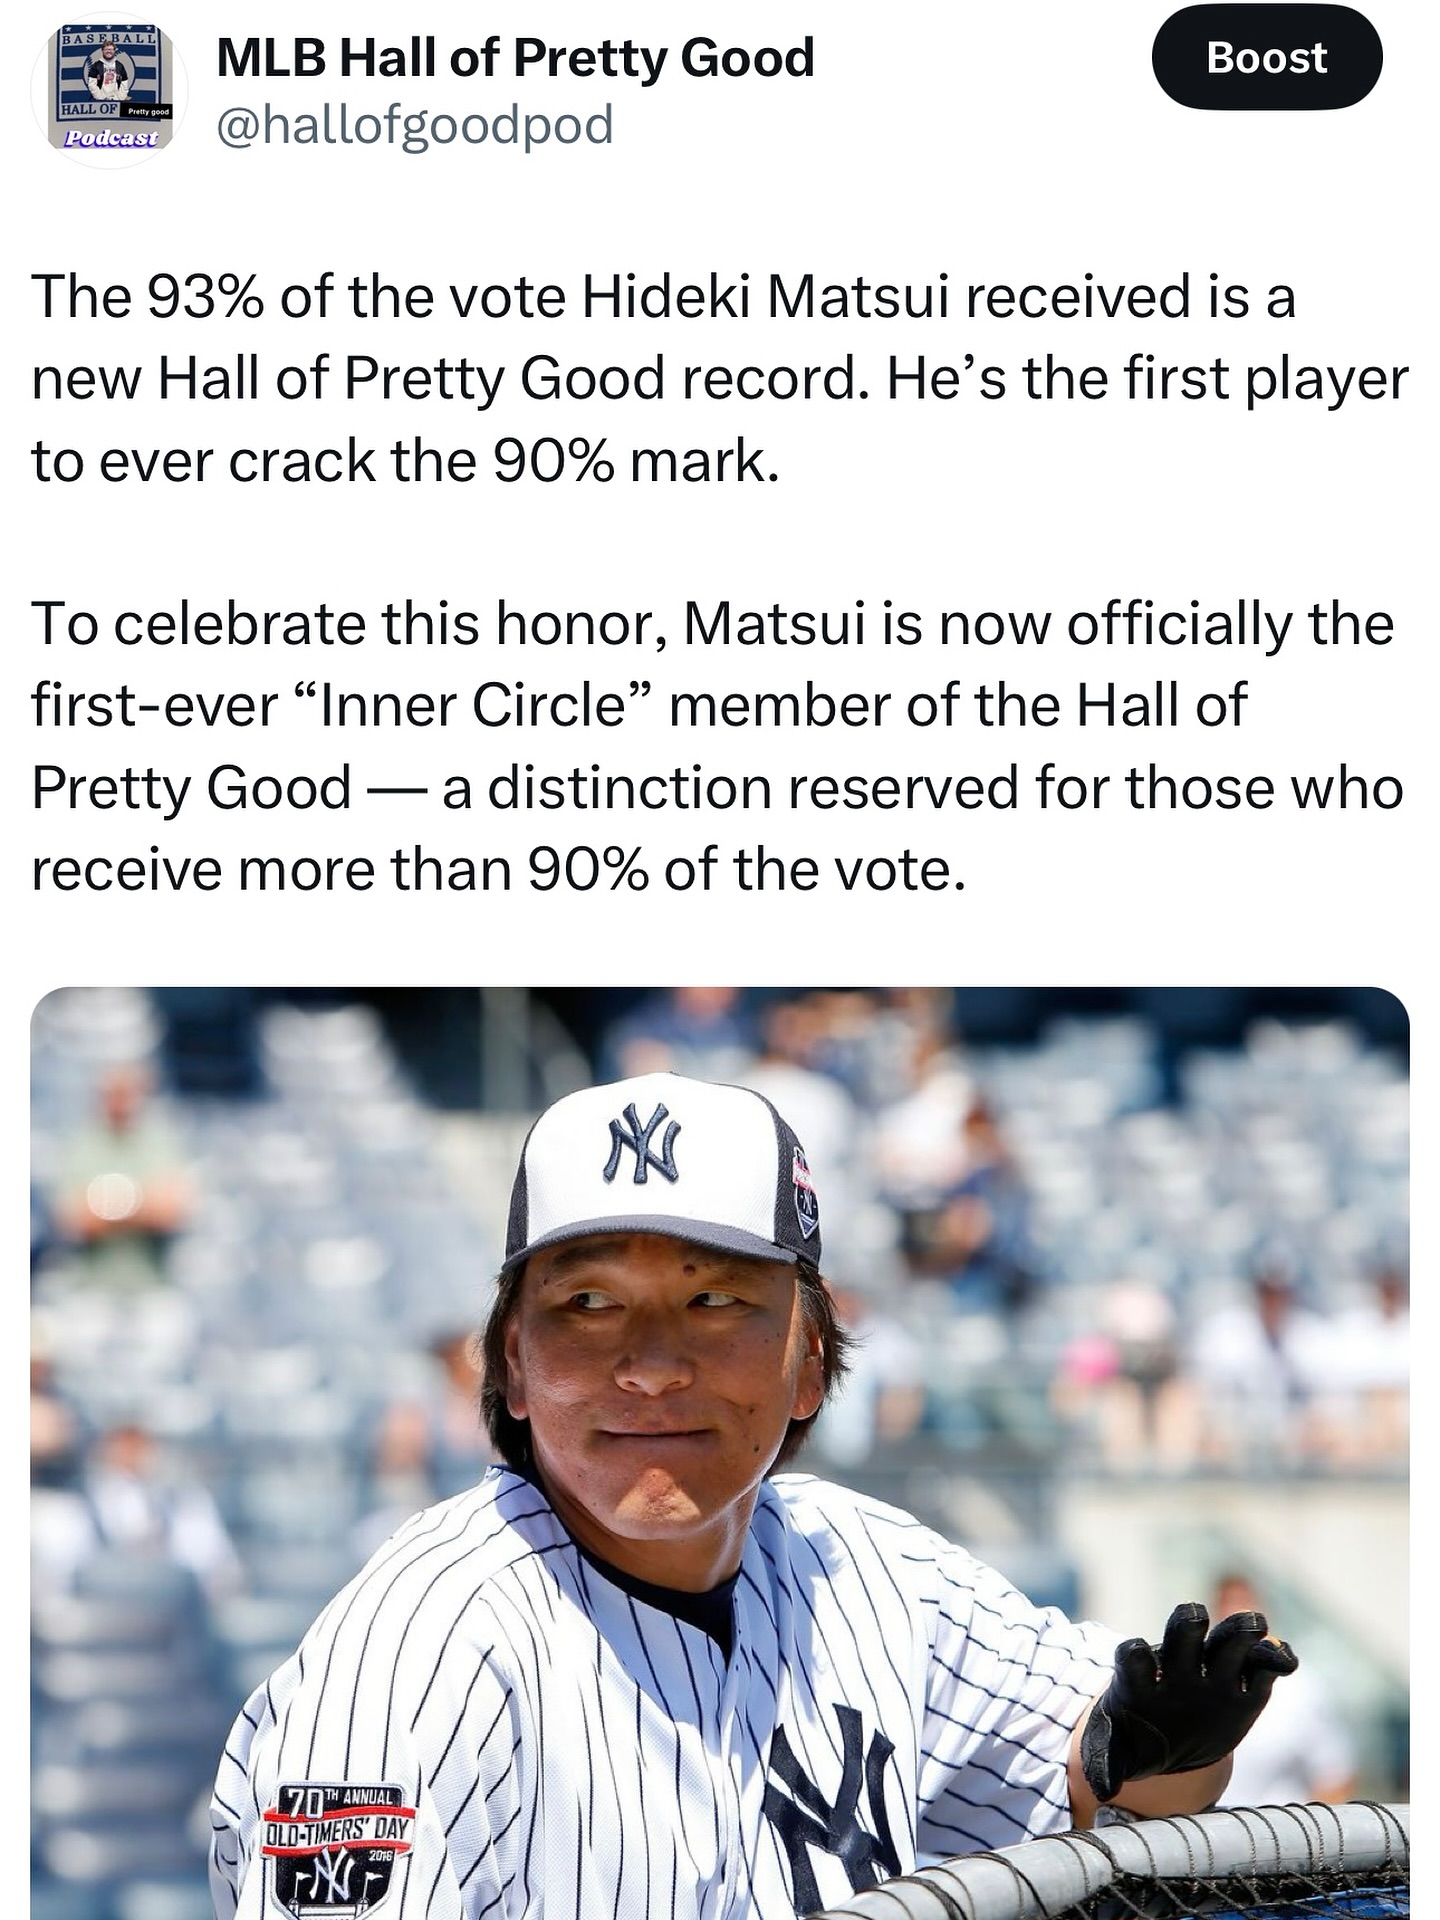 BASEBALL
HALL OF Pretty good
Podcast
MLB Hall of Pretty Good
@hallofgoodpod
Boost
The 93% of the vote Hideki Matsui received is a
new Hall of Pretty Good record. He’s the first player
to ever crack the 90% mark.
To celebrate this honor, Matsui is now officially the
first-ever “Inner Circle” member of the Hall of
Pretty Good — a distinction reserved for those who
receive more than 90% of the vote.
NY
NY
70TH ANNUAL
OLD-TIMERS’ DAY
2016
NY